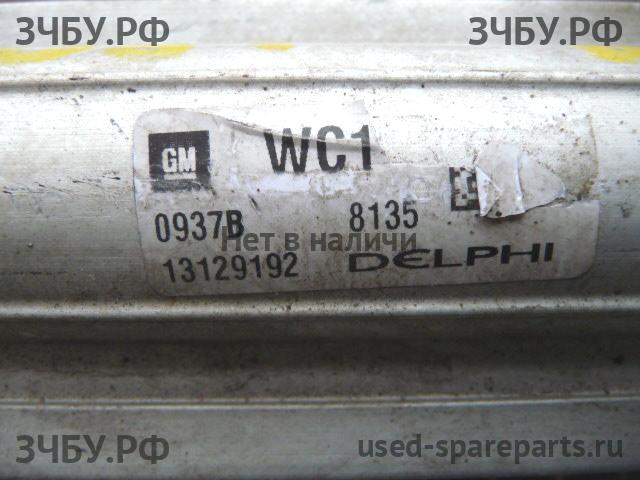 ЗЧБУ.РФ ЗЧБУ.РФ
GM WC1
0937B 8135
Нет в наличи
13129192 DELPHI
ЗЧБУ.РФ used-spareparts.ru